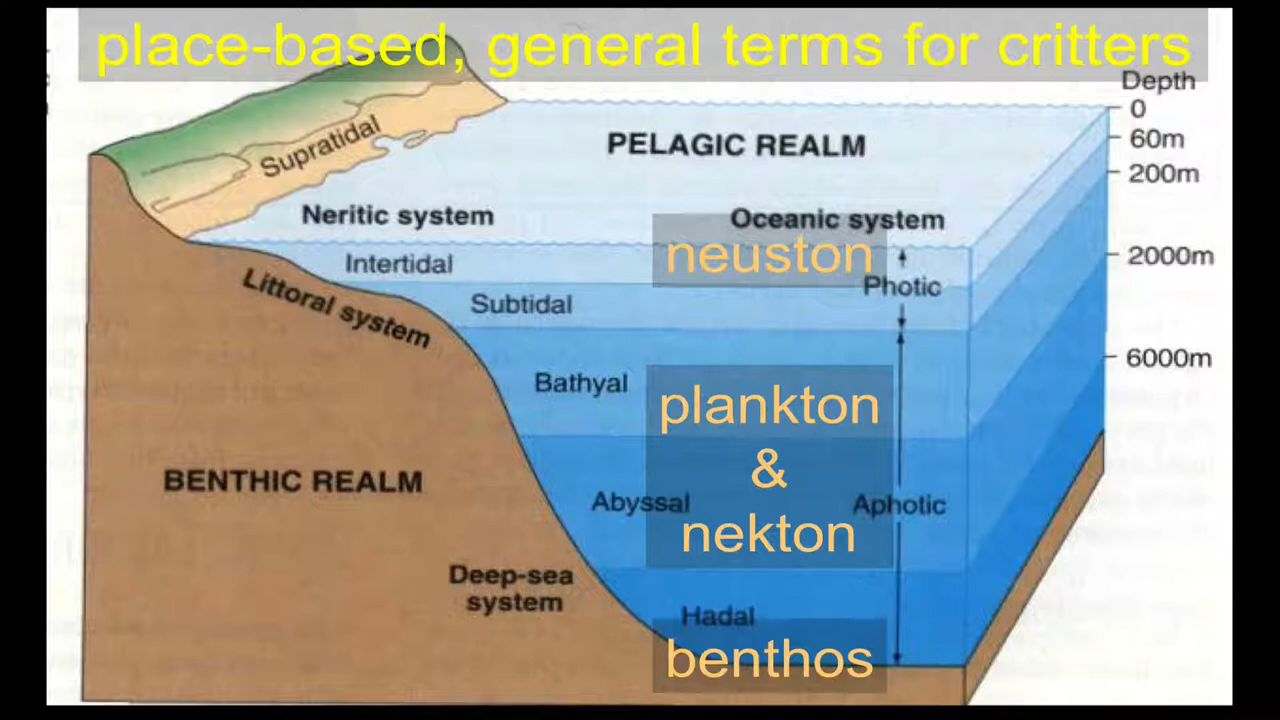 place-based, general terms for critters
Depth
0
PELAGIC REALM
60m
Supratidal
200m
Neritic system
Oceanic system
neuston
2000m
Intertidal
Photic
Littoral system
Subtidal
6000m
Bathyal
plankton
&
nekton
BENTHIC REALM
Abyssal
Aphotic
Deep-sea
system
Hadal
benthos